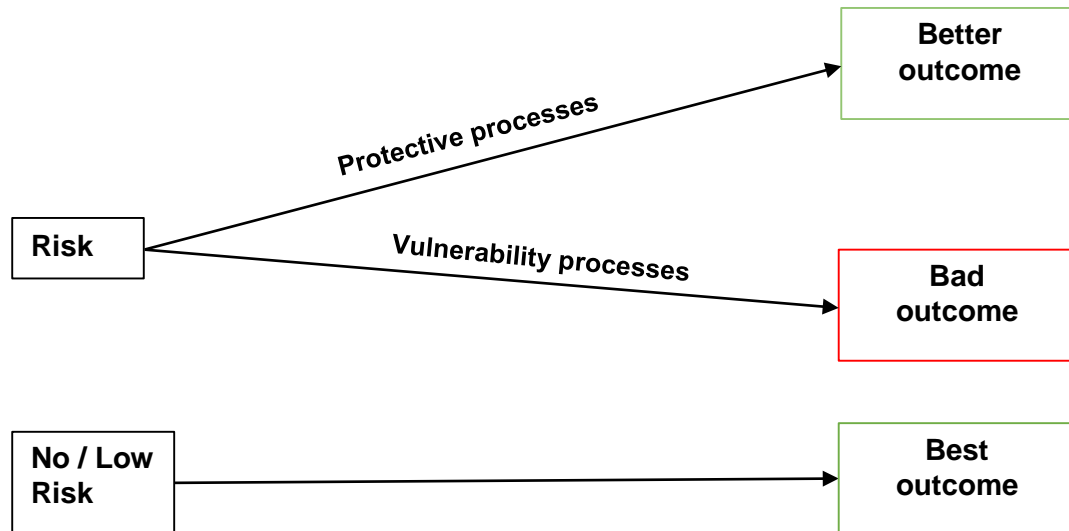 Better
outcome
Protective processes
Risk
Vulnerability processes
Bad
outcome
No / Low
Risk
Best
outcome